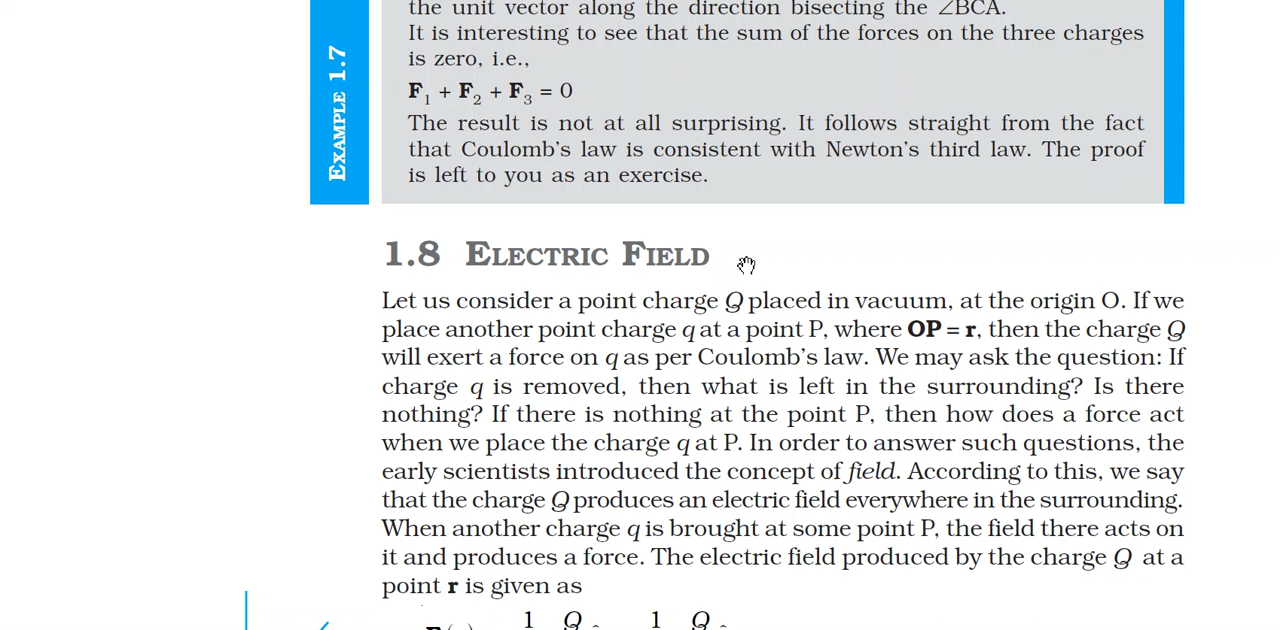 the unit vector along the direction bisecting the ∠BCA.
It is interesting to see that the sum of the forces on the three charges
is zero, i.e.,
F₁ + F₂ + F₃ = 0
The result is not at all surprising. It follows straight from the fact
that Coulomb's law is consistent with Newton's third law. The proof
is left to you as an exercise.
EXAMPLE 1.7
1.8 ELECTRIC FIELD
Let us consider a point charge Q placed in vacuum, at the origin O. If we
place another point charge q at a point P, where OP = r, then the charge Q
will exert a force on q as per Coulomb's law. We may ask the question: If
charge q is removed, then what is left in the surrounding? Is there
nothing? If there is nothing at the point P, then how does a force act
when we place the charge q at P. In order to answer such questions, the
early scientists introduced the concept of field. According to this, we say
that the charge Q produces an electric field everywhere in the surrounding.
When another charge q is brought at some point P, the field there acts on
it and produces a force. The electric field produced by the charge Q at a
point r is given as
1 Q 1 Q